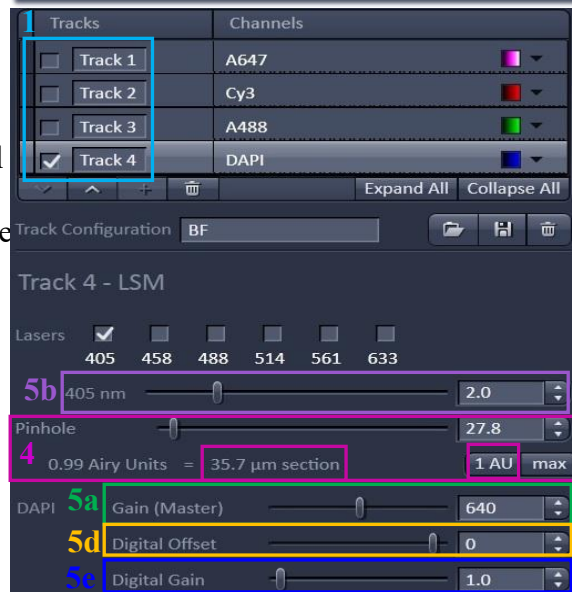 1 Tracks Channels
Track 1 A647
Track 2 Cy3
Track 3 A488
Track 4 DAPI
Expand All Collapse All
Track Configuration BF
Track 4 - LSM
Lasers
405 458 488 514 561 633
5b 405 nm 2.0
Pinhole 27.8
4 0.99 Airy Units = 35.7 µm section 1 AU max
DAPI 5a Gain (Master) 640
5d Digital Offset 0
5e Digital Gain 1.0